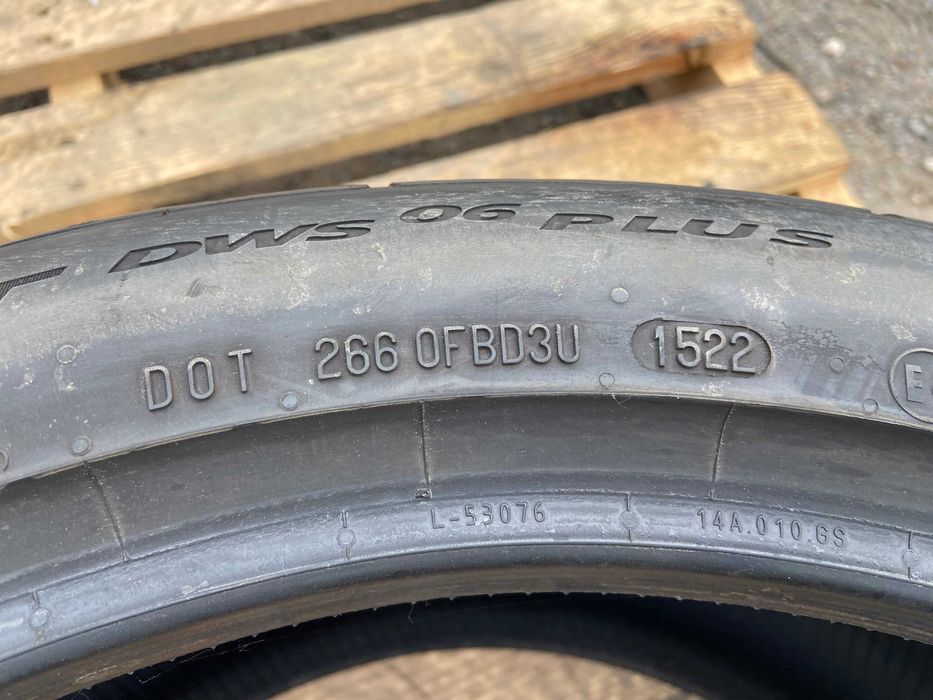 DWS 06 PLUS
DOT 266 0FBD3U 1522
E
L-53076 14A.010.GS